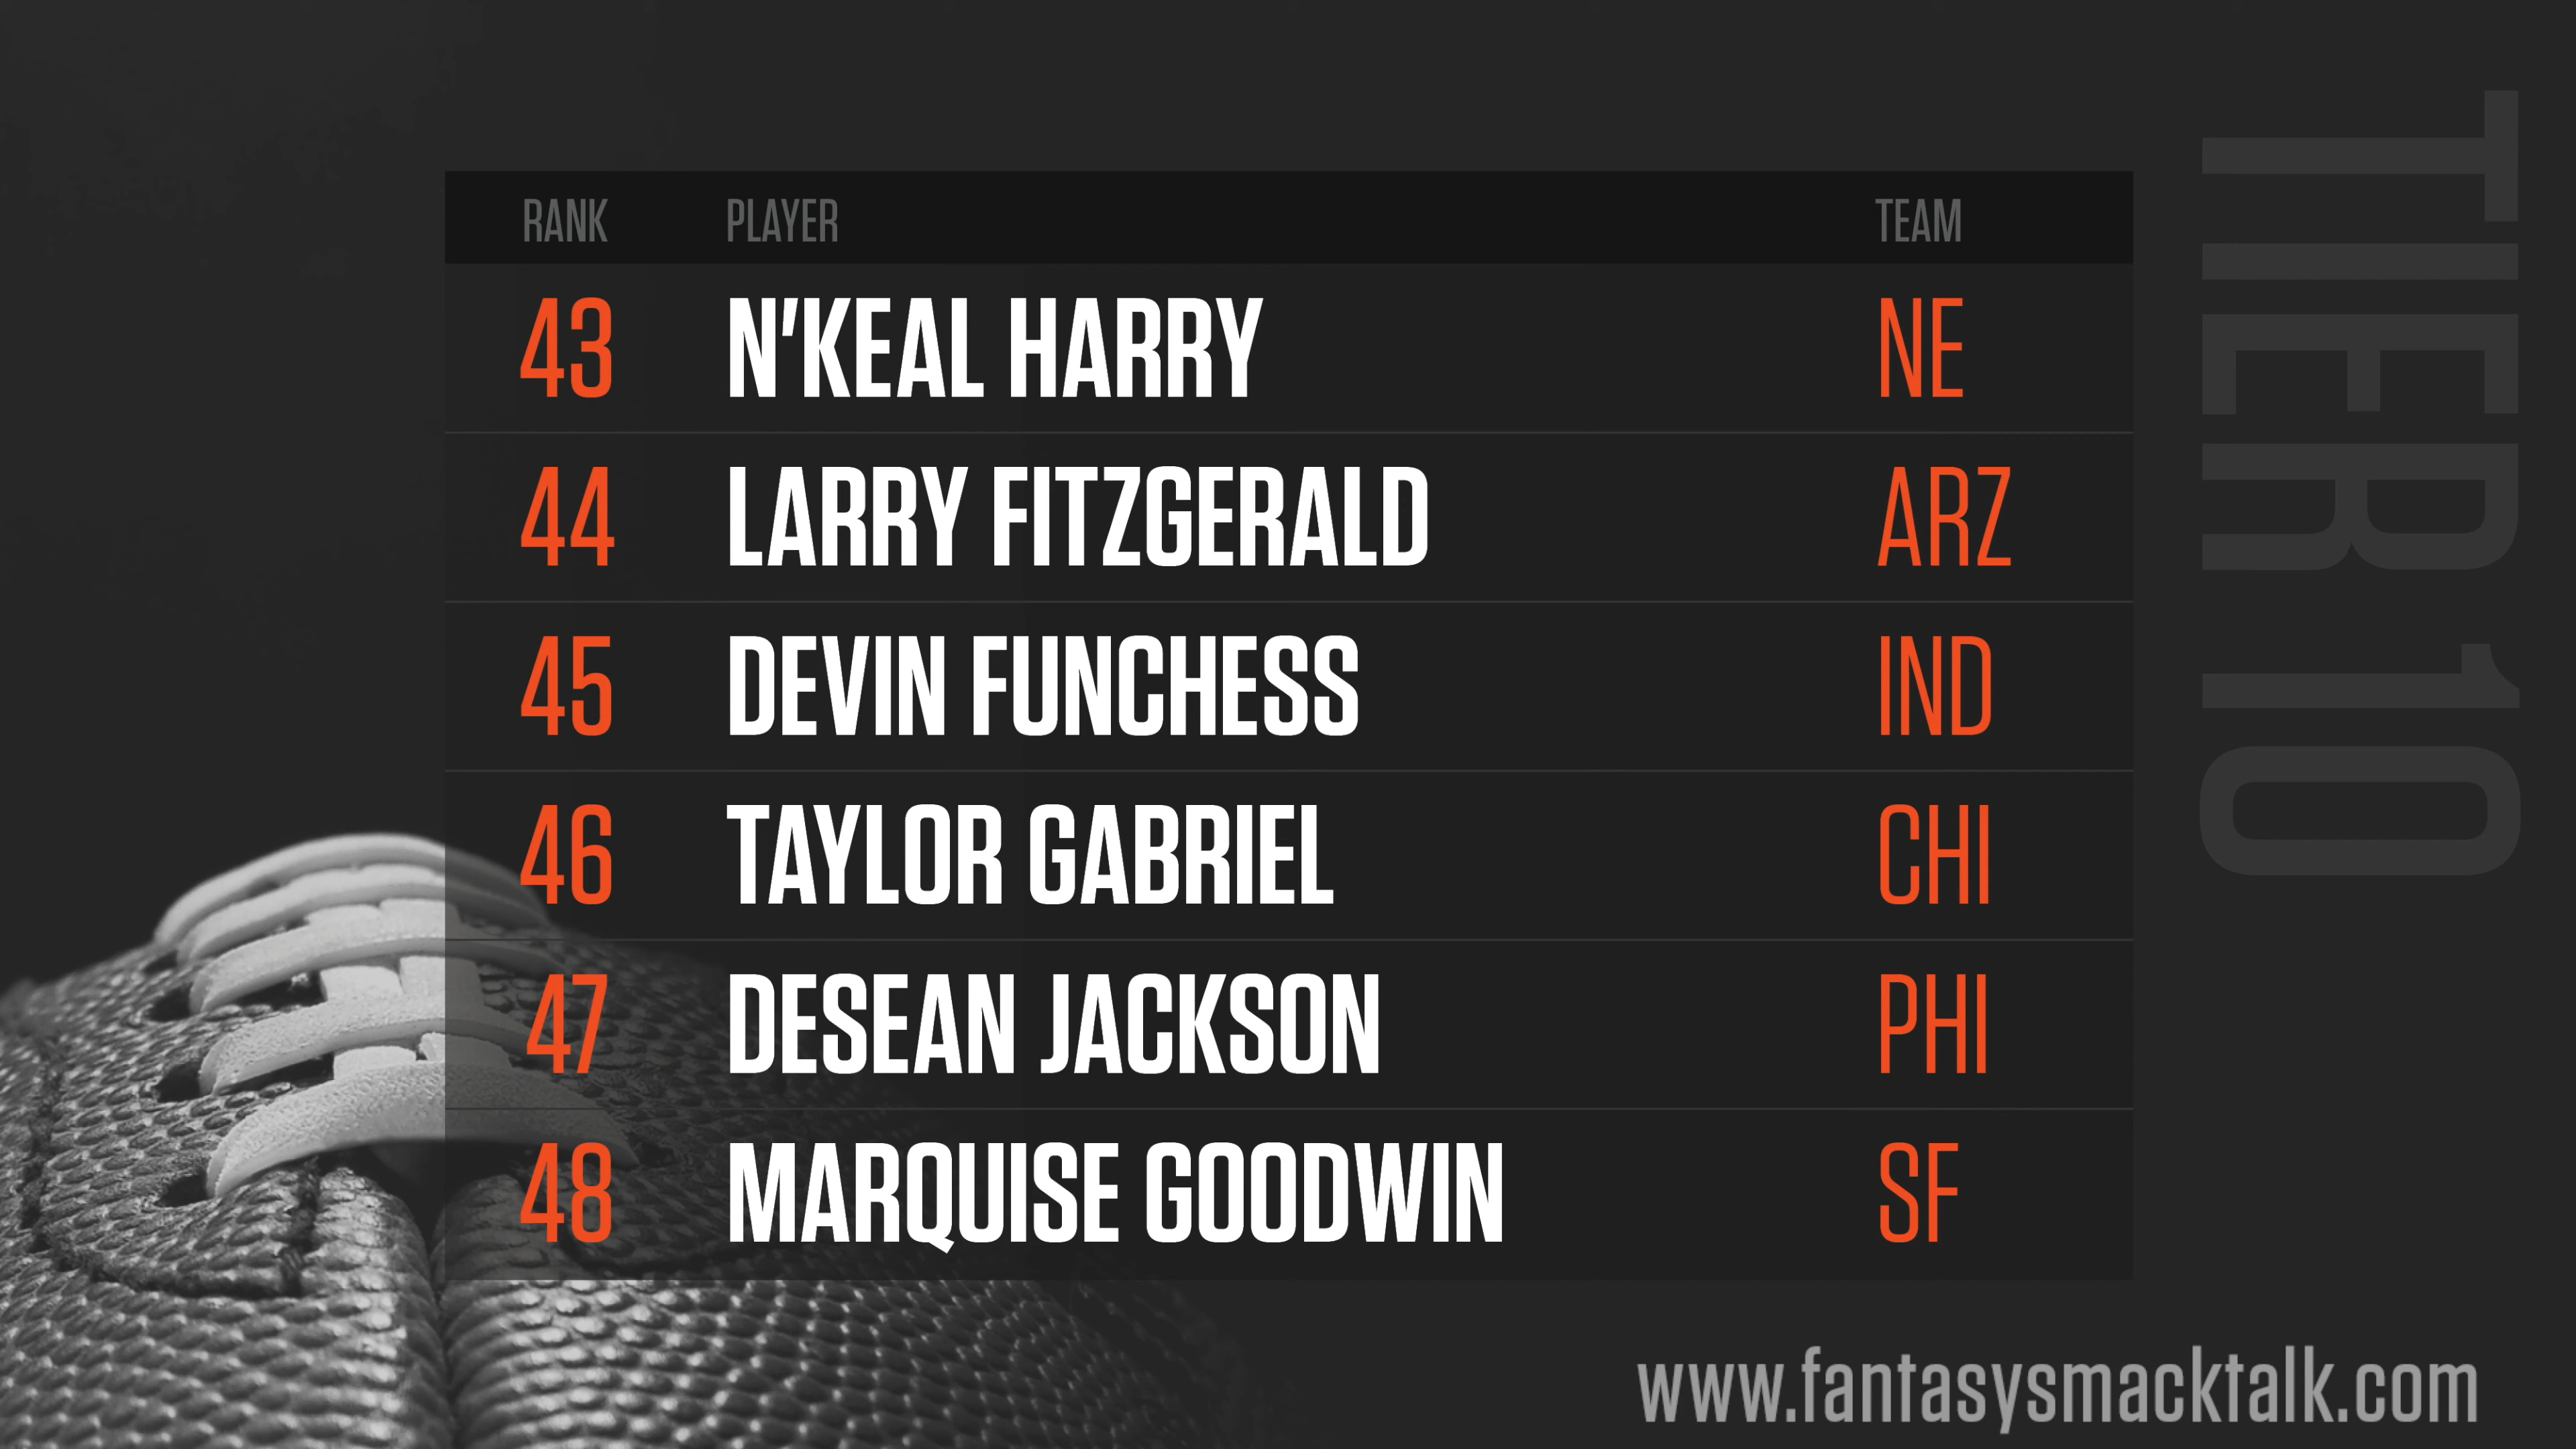 RANK PLAYER TEAM
43 N'KEAL HARRY NE
44 LARRY FITZGERALD ARZ
45 DEVIN FUNCHESS IND
46 TAYLOR GABRIEL CHI
47 DESEAN JACKSON PHI
48 MARQUISE GOODWIN SF
TIER 10
www.fantasysmacktalk.com